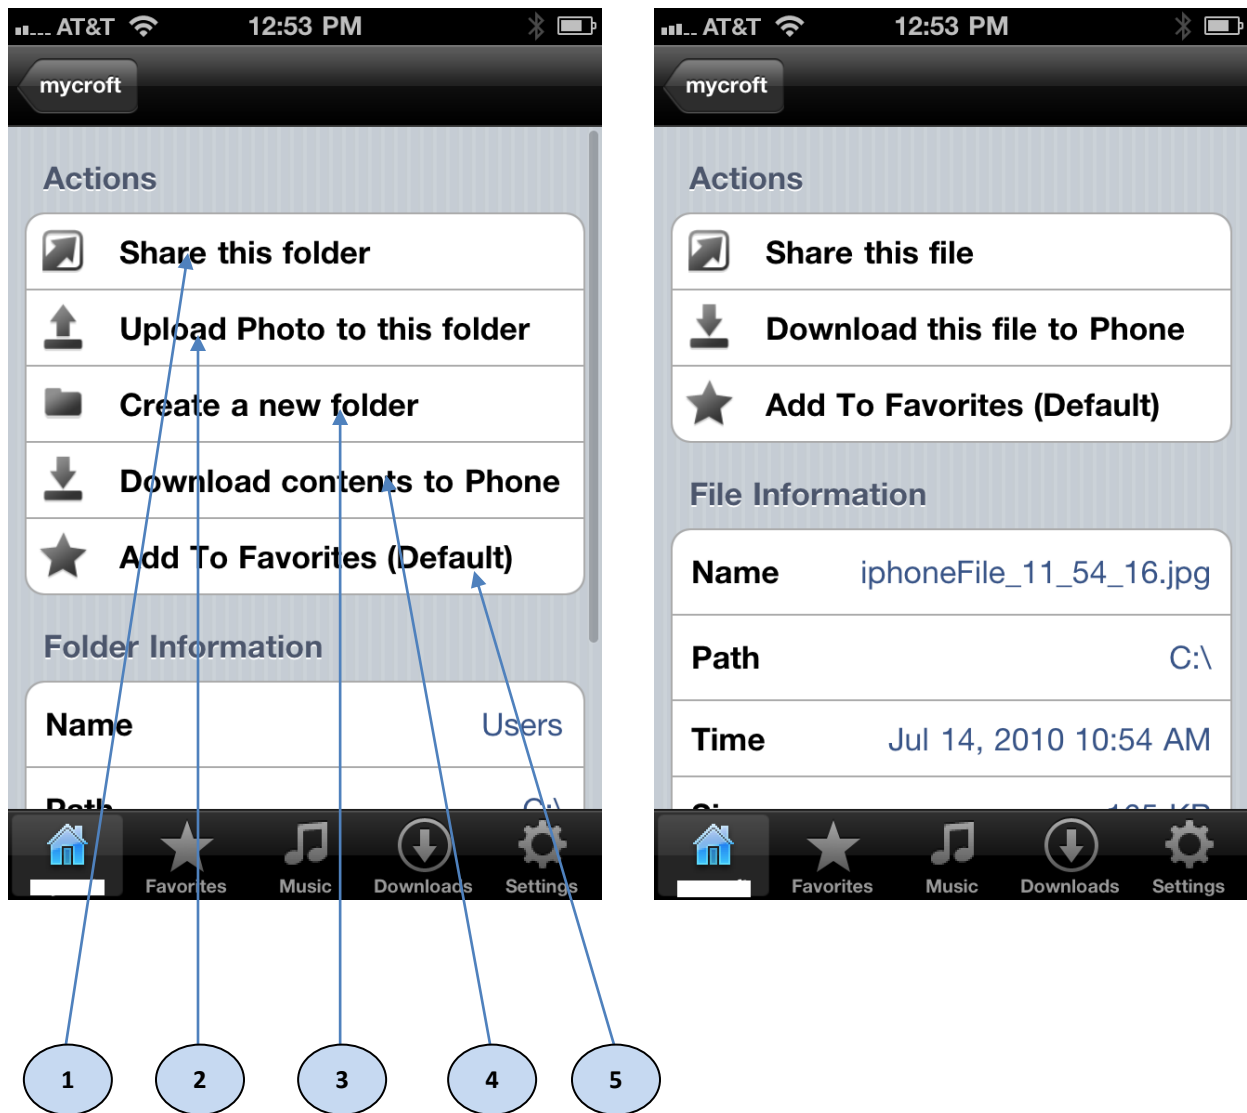 AT&T 12:53 PM
mycroft
Actions
Share this folder
Upload Photo to this folder
Create a new folder
Download contents to Phone
Add To Favorites (Default)
Folder Information
Name Users
Path C:\
Favorites Music Downloads Settings
AT&T 12:53 PM
mycroft
Actions
Share this file
Download this file to Phone
Add To Favorites (Default)
File Information
Name iphoneFile_11_54_16.jpg
Path C:\
Time Jul 14, 2010 10:54 AM
Favorites Music Downloads Settings
1 2 3 4 5